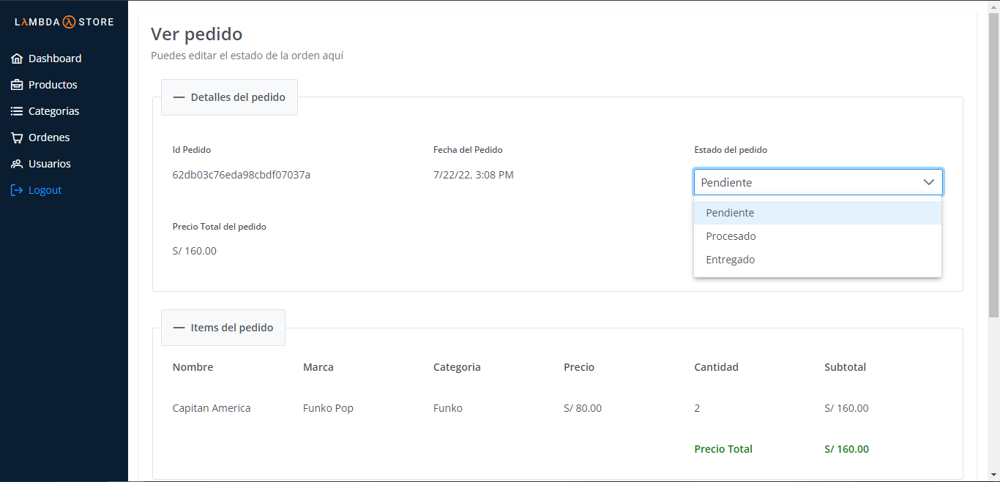 LAMBDA STORE
Dashboard
Productos
Categorias
Ordenes
Usuarios
Logout
Ver pedido
Puedes editar el estado de la orden aquí
Detalles del pedido
Id Pedido
62db03c76eda98cbdf07037a
Fecha del Pedido
7/22/22, 3:08 PM
Estado del pedido
Pendiente
Pendiente
Procesado
Entregado
Precio Total del pedido
S/ 160.00
Items del pedido
Nombre Marca Categoria Precio Cantidad Subtotal
Capitan America Funko Pop Funko S/ 80.00 2 S/ 160.00
Precio Total S/ 160.00